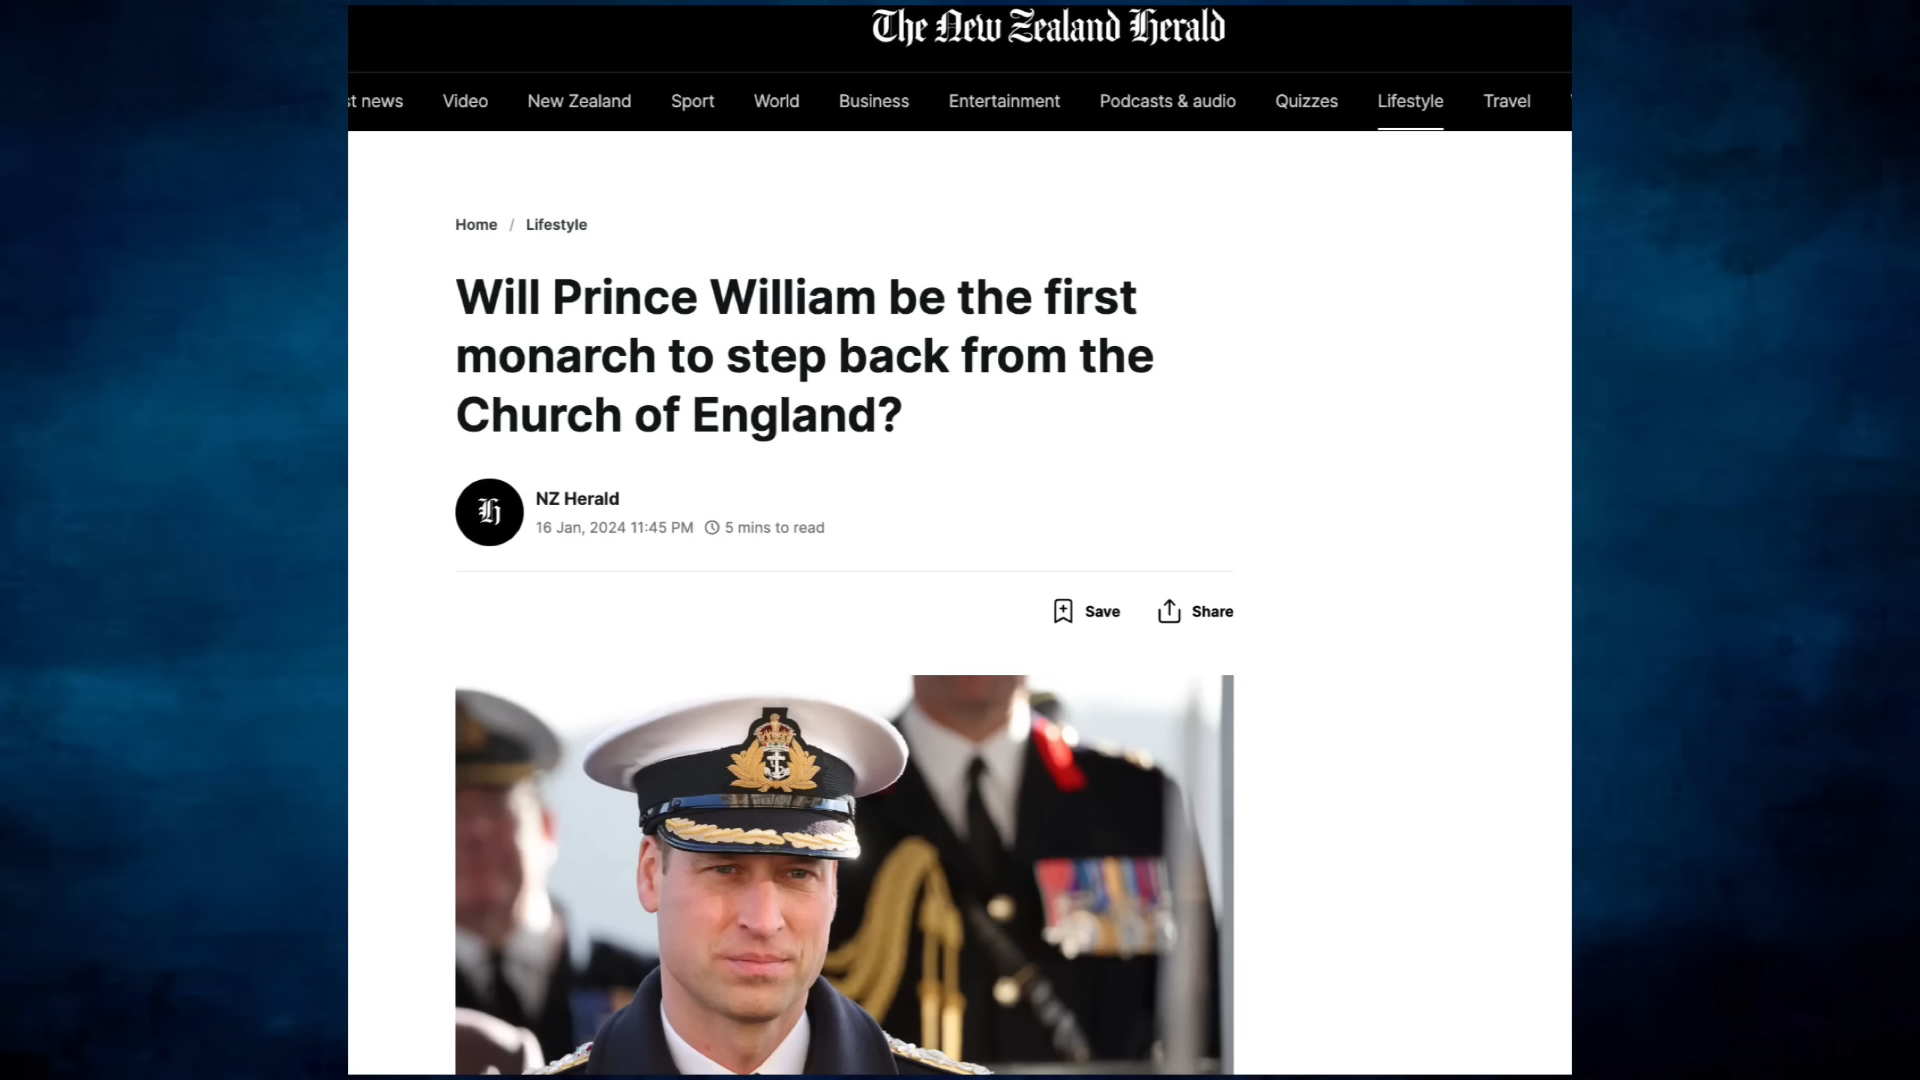 The New Zealand Herald
st news Video New Zealand Sport World Business Entertainment Podcasts & audio Quizzes Lifestyle Travel
Home / Lifestyle
Will Prince William be the first
monarch to step back from the
Church of England?
NZ Herald
16 Jan, 2024 11:45 PM 5 mins to read
Save Share